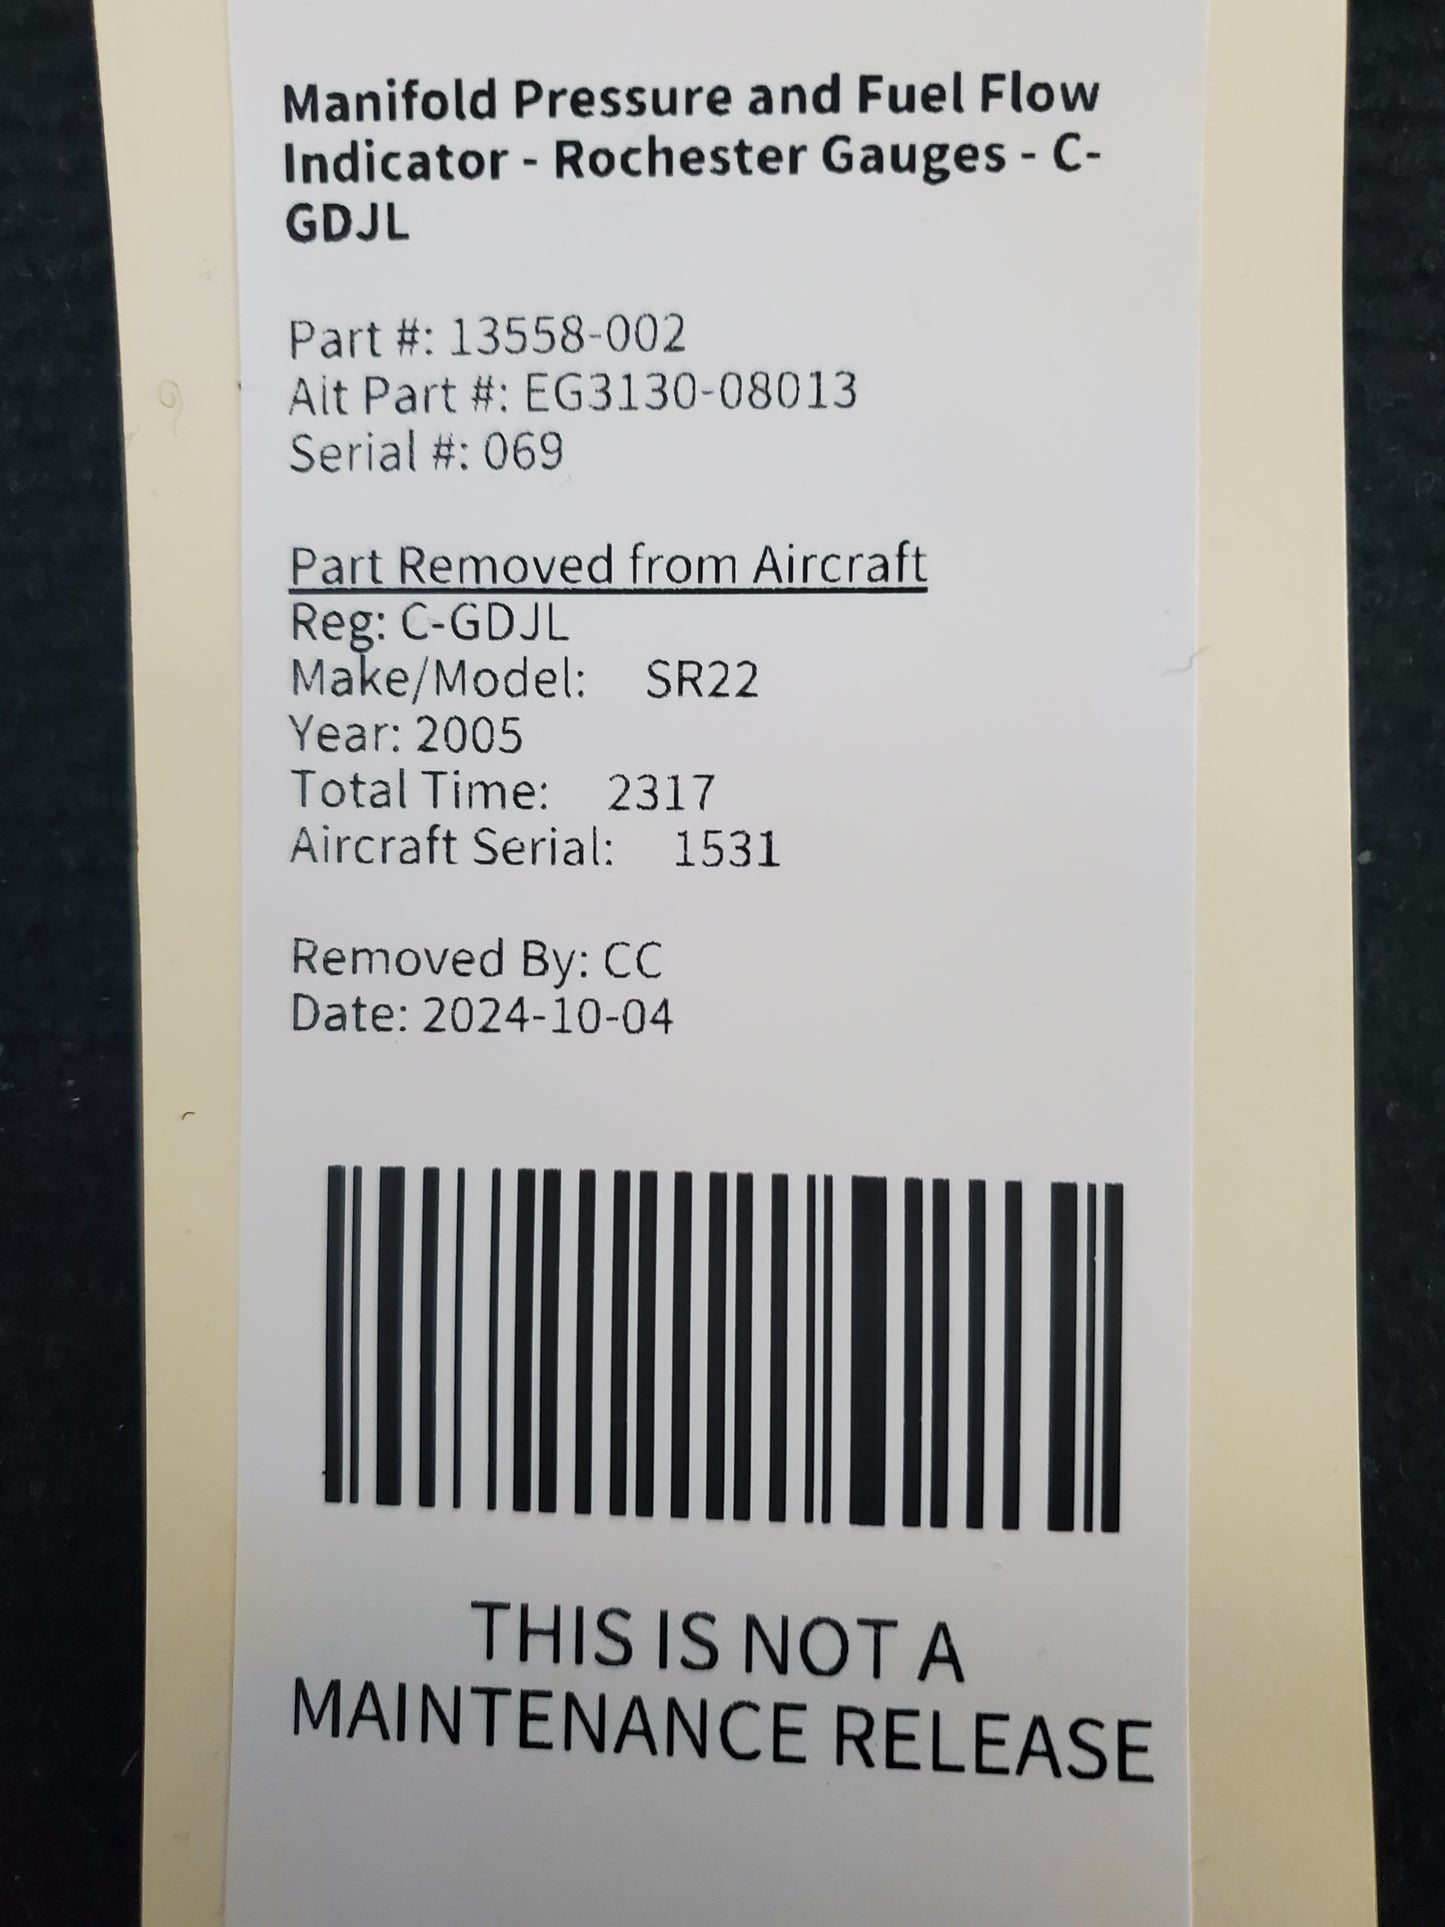 Manifold Pressure and Fuel Flow
Indicator - Rochester Gauges - C-
GDJL
Part #: 13558-002
Alt Part #: EG3130-08013
Serial #: 069
Part Removed from Aircraft
Reg: C-GDJL
Make/Model: SR22
Year: 2005
Total Time: 2317
Aircraft Serial: 1531
Removed By: CC
Date: 2024-10-04
THIS IS NOT A
MAINTENANCE RELEASE